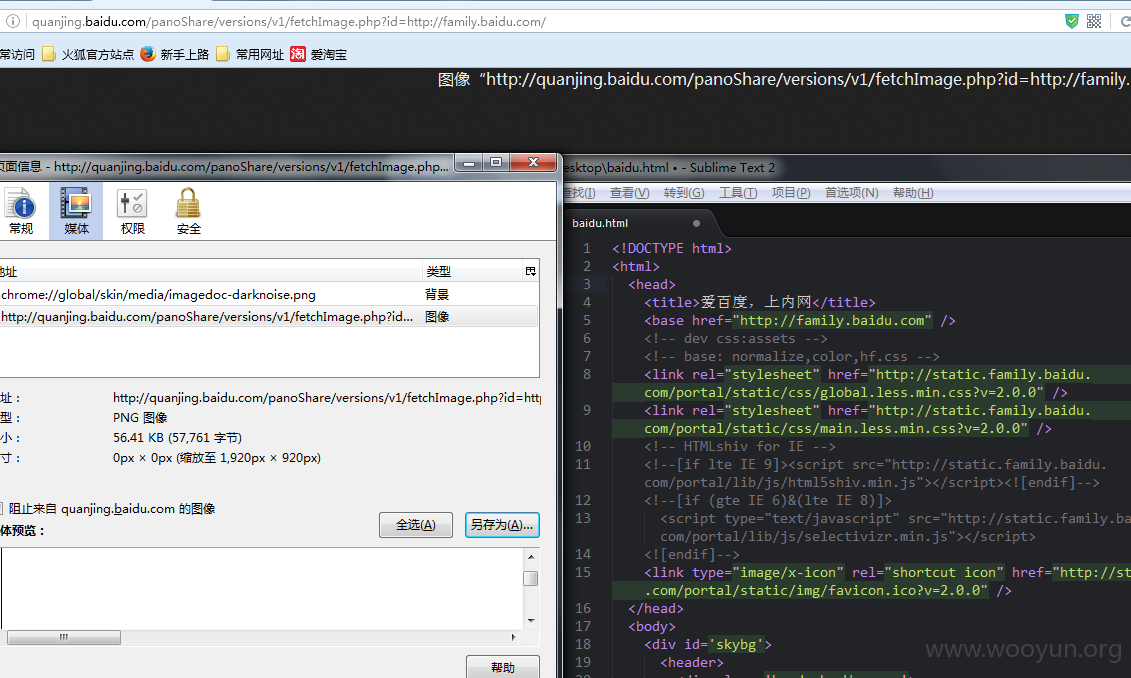 quanjing.baidu.com/panoShare/versions/v1/fetchImage.php?id=http://family.baidu.com/
常访问 火狐官方站点 新手上路 常用网址 淘 爱淘宝
图像 “http://quanjing.baidu.com/panoShare/versions/v1/fetchImage.php?id=http://family.
页面信息 - http://quanjing.baidu.com/panoShare/versions/v1/fetchImage.php...
常规 媒体 权限 安全
地址 类型
chrome://global/skin/media/imagedoc-darknoise.png 背景
http://quanjing.baidu.com/panoShare/versions/v1/fetchImage.php?id... 图像
址： http://quanjing.baidu.com/panoShare/versions/v1/fetchImage.php?id=http
型： PNG 图像
小： 56.41 KB (57,761 字节)
寸： 0px × 0px (缩放至 1,920px × 920px)
阻止来自 quanjing.baidu.com 的图像
全选(A) 另存为(A)...
体预览：
帮助
esktop\baidu.html • - Sublime Text 2
查找(I) 查看(V) 转到(G) 工具(T) 项目(P) 首选项(N) 帮助(H)
baidu.html
1 <!DOCTYPE html>
2 <html>
3 <head>
4 <title>爱百度，上内网</title>
5 <base href="http://family.baidu.com" />
6 <!-- dev css:assets -->
7 <!-- base: normalize,color,hf.css -->
8 <link rel="stylesheet" href="http://static.family.baidu.
com/portal/static/css/global.less.min.css?v=2.0.0" />
9 <link rel="stylesheet" href="http://static.family.baidu.
com/portal/static/css/main.less.min.css?v=2.0.0" />
10 <!-- HTMLshiv for IE -->
11 <!--[if lte IE 9]><script src="http://static.family.baidu.
com/portal/lib/js/html5shiv.min.js"></script><![endif]-->
12 <!--[if (gte IE 6)&(lte IE 8)]>
13 <script type="text/javascript" src="http://static.family.ba
com/portal/lib/js/selectivizr.min.js"></script>
14 <![endif]-->
15 <link type="image/x-icon" rel="shortcut icon" href="http://st
.com/portal/static/img/favicon.ico?v=2.0.0" />
16 </head>
17 <body>
18 <div id='skybg'>
19 <header>
www.wooyun.org